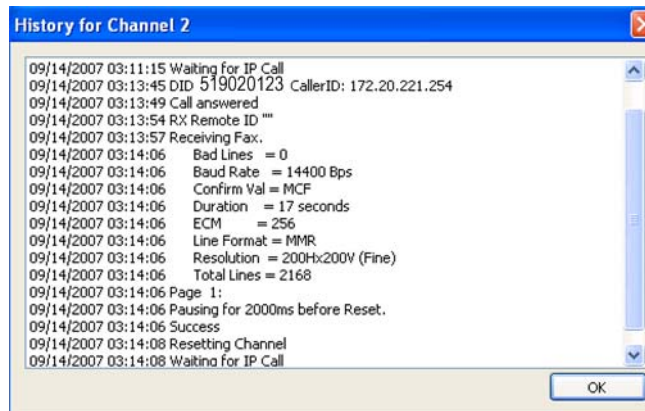 History for Channel 2
09/14/2007 03:11:15 Waiting for IP Call
09/14/2007 03:13:45 DID 519020123 CallerID: 172.20.221.254
09/14/2007 03:13:49 Call answered
09/14/2007 03:13:54 RX Remote ID ""
09/14/2007 03:13:57 Receiving Fax.
09/14/2007 03:14:06 Bad Lines = 0
09/14/2007 03:14:06 Baud Rate = 14400 Bps
09/14/2007 03:14:06 Confirm Val = MCF
09/14/2007 03:14:06 Duration = 17 seconds
09/14/2007 03:14:06 ECM = 256
09/14/2007 03:14:06 Line Format = MMR
09/14/2007 03:14:06 Resolution = 200Hx200V (Fine)
09/14/2007 03:14:06 Total Lines = 2168
09/14/2007 03:14:06 Page 1:
09/14/2007 03:14:06 Pausing for 2000ms before Reset.
09/14/2007 03:14:06 Success
09/14/2007 03:14:08 Resetting Channel
09/14/2007 03:14:08 Waiting for IP Call
OK